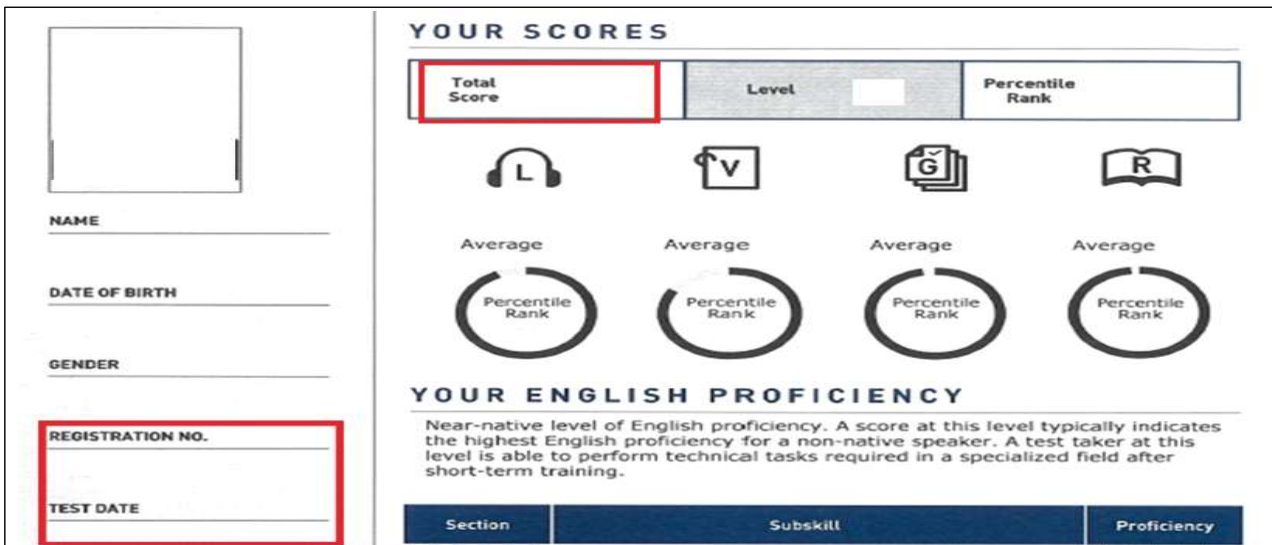 NAME
DATE OF BIRTH
GENDER
REGISTRATION NO.
TEST DATE
YOUR SCORES
Total
Score
Level
Percentile
Rank
L
V
G
R
Average
Average
Average
Average
Percentile
Rank
Percentile
Rank
Percentile
Rank
Percentile
Rank
YOUR ENGLISH PROFICIENCY
Near-native level of English proficiency. A score at this level typically indicates
the highest English proficiency for a non-native speaker. A test taker at this
level is able to perform technical tasks required in a specialized field after
short-term training.
Section
Subskill
Proficiency